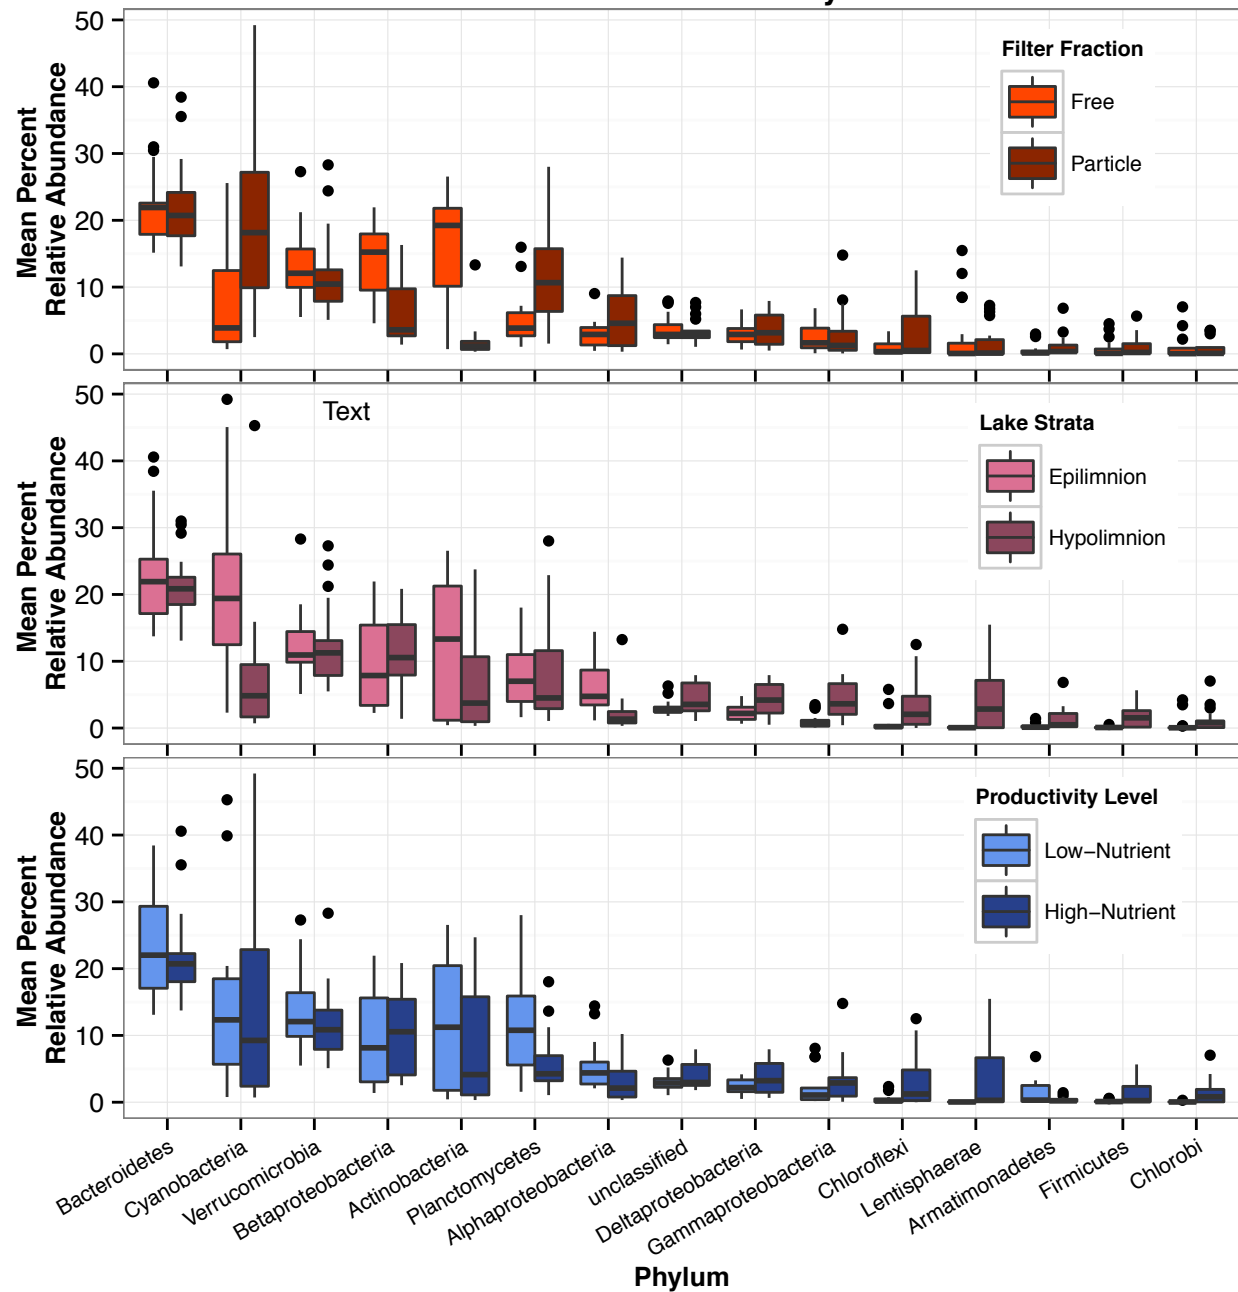 50
40
30
20
10
0
Mean Percent
Relative Abundance
Filter Fraction
Free
Particle
50
40
30
20
10
0
Mean Percent
Relative Abundance
Text
Lake Strata
Epilimnion
Hypolimnion
50
40
30
20
10
0
Mean Percent
Relative Abundance
Productivity Level
Low−Nutrient
High−Nutrient
Bacteroidetes
Cyanobacteria
Verrucomicrobia
Betaproteobacteria
Actinobacteria
Planctomycetes
Alphaproteobacteria
unclassified
Deltaproteobacteria
Gammaproteobacteria
Chloroflexi
Lentisphaerae
Armatimonadetes
Firmicutes
Chlorobi
Phylum